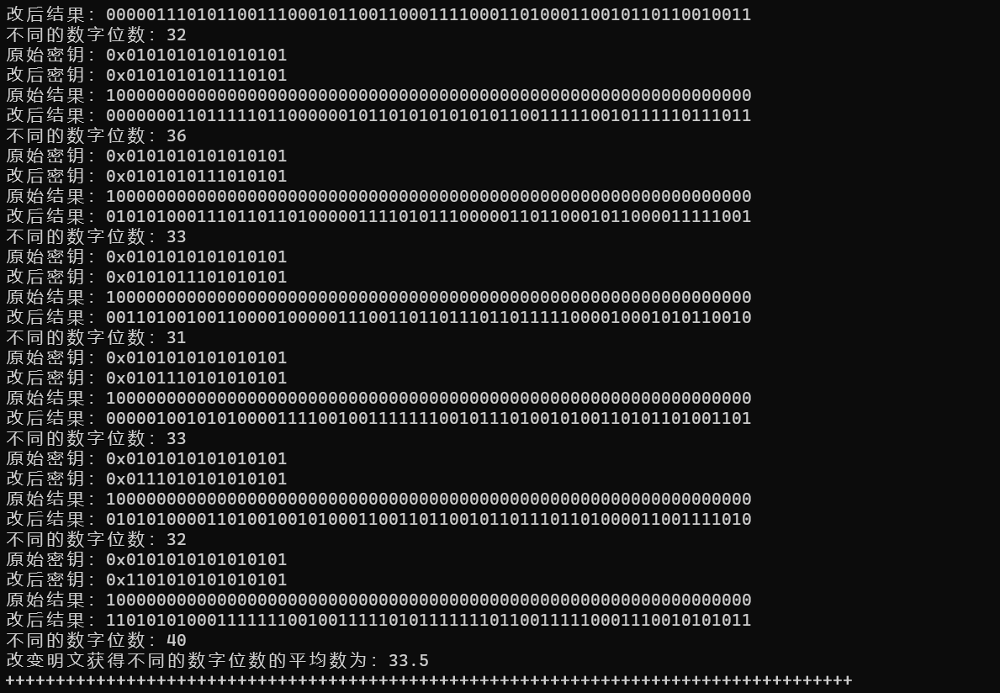 改后结果：0000011101011001110001011001100011110001101000110010110110010011
不同的数字位数：32
原始密钥：0x0101010101010101
改后密钥：0x0101010101110101
原始结果：1000000000000000000000000000000000000000000000000000000000000000
改后结果：0000000110111110110000001011010101010101100111110010111110111011
不同的数字位数：36
原始密钥：0x0101010101010101
改后密钥：0x0101010111010101
原始结果：1000000000000000000000000000000000000000000000000000000000000000
改后结果：0101010001110110110100000111101011100000110110001011000011111001
不同的数字位数：33
原始密钥：0x0101010101010101
改后密钥：0x0101011101010101
原始结果：1000000000000000000000000000000000000000000000000000000000000000
改后结果：0011010010011000010000011100110110111011011111000010001010110010
不同的数字位数：31
原始密钥：0x0101010101010101
改后密钥：0x0101110101010101
原始结果：1000000000000000000000000000000000000000000000000000000000000000
改后结果：0000010010101000011110010011111110010111010010100110101101001101
不同的数字位数：33
原始密钥：0x0101010101010101
改后密钥：0x0111010101010101
原始结果：1000000000000000000000000000000000000000000000000000000000000000
改后结果：0101010000110100100101000110011011001011011101101000011001111010
不同的数字位数：32
原始密钥：0x0101010101010101
改后密钥：0x1101010101010101
原始结果：1000000000000000000000000000000000000000000000000000000000000000
改后结果：1101010100011111110010011111010111111101100111110001110010101011
不同的数字位数：40
改变明文获得不同的数字位数的平均数为：33.5
++++++++++++++++++++++++++++++++++++++++++++++++++++++++++++++++++++++++++++++++++++